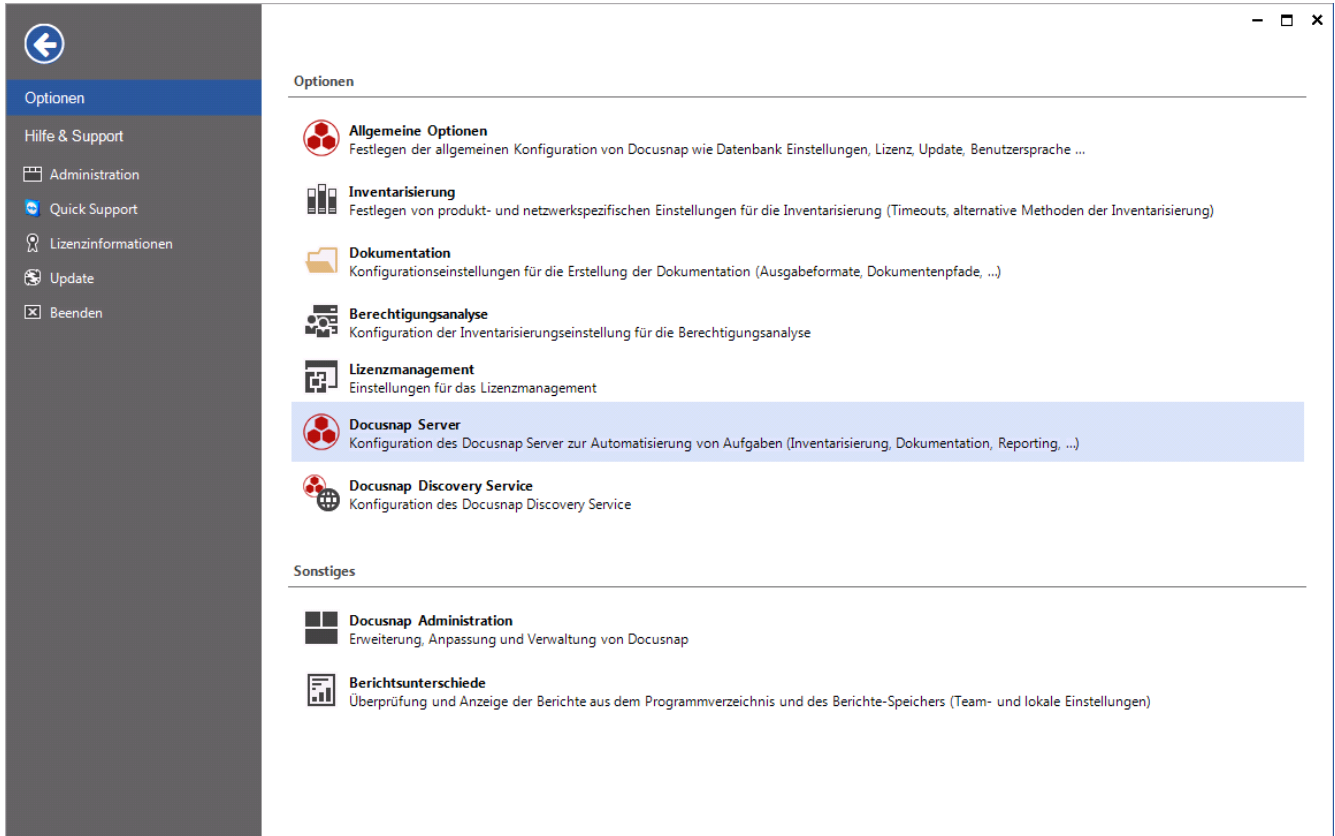 Optionen
Hilfe & Support
Administration
Quick Support
Lizenzinformationen
Update
Beenden
Optionen
Allgemeine Optionen
Festlegen der allgemeinen Konfiguration von Docusnap wie Datenbank Einstellungen, Lizenz, Update, Benutzersprache ...
Inventarisierung
Festlegen von produkt- und netzwerkspezifischen Einstellungen für die Inventarisierung (Timeouts, alternative Methoden der Inventarisierung)
Dokumentation
Konfigurationseinstellungen für die Erstellung der Dokumentation (Ausgabeformate, Dokumentenpfade, ...)
Berechtigungsanalyse
Konfiguration der Inventarisierungseinstellung für die Berechtigungsanalyse
Lizenzmanagement
Einstellungen für das Lizenzmanagement
Docusnap Server
Konfiguration des Docusnap Server zur Automatisierung von Aufgaben (Inventarisierung, Dokumentation, Reporting, ...)
Docusnap Discovery Service
Konfiguration des Docusnap Discovery Service
Sonstiges
Docusnap Administration
Erweiterung, Anpassung und Verwaltung von Docusnap
Berichtsunterschiede
Überprüfung und Anzeige der Berichte aus dem Programmverzeichnis und des Berichte-Speichers (Team- und lokale Einstellungen)